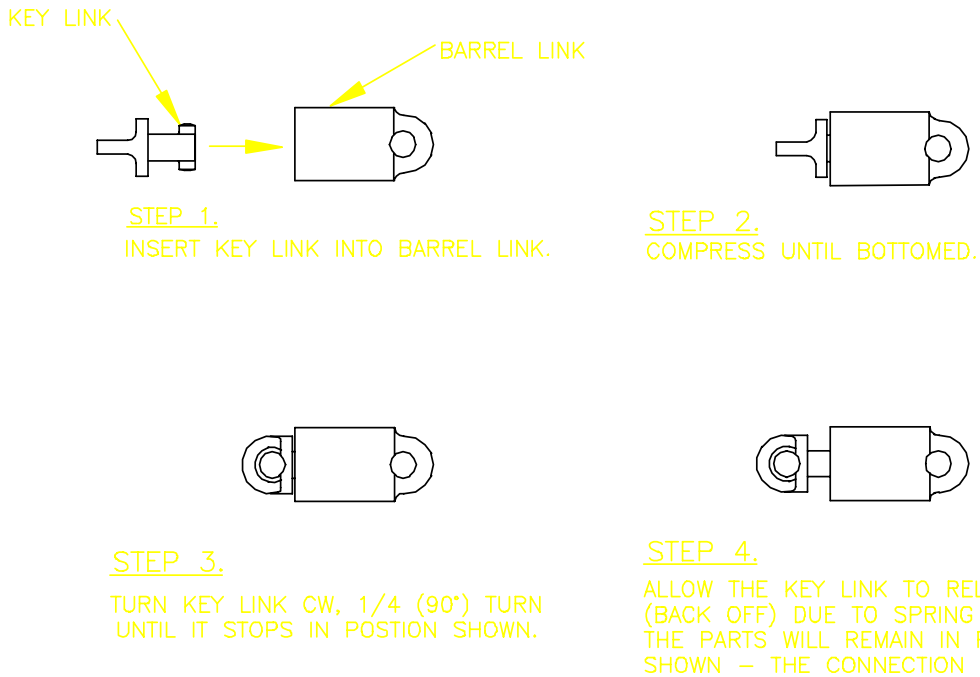 KEY LINK
BARREL LINK
STEP 1.
INSERT KEY LINK INTO BARREL LINK.
STEP 2.
COMPRESS UNTIL BOTTOMED.
STEP 3.
TURN KEY LINK CW, 1/4 (90°) TURN
UNTIL IT STOPS IN POSTION SHOWN.
STEP 4.
ALLOW THE KEY LINK TO
(BACK OFF) DUE TO SPRING
THE PARTS WILL REMAIN IN
SHOWN – THE CONNECTION